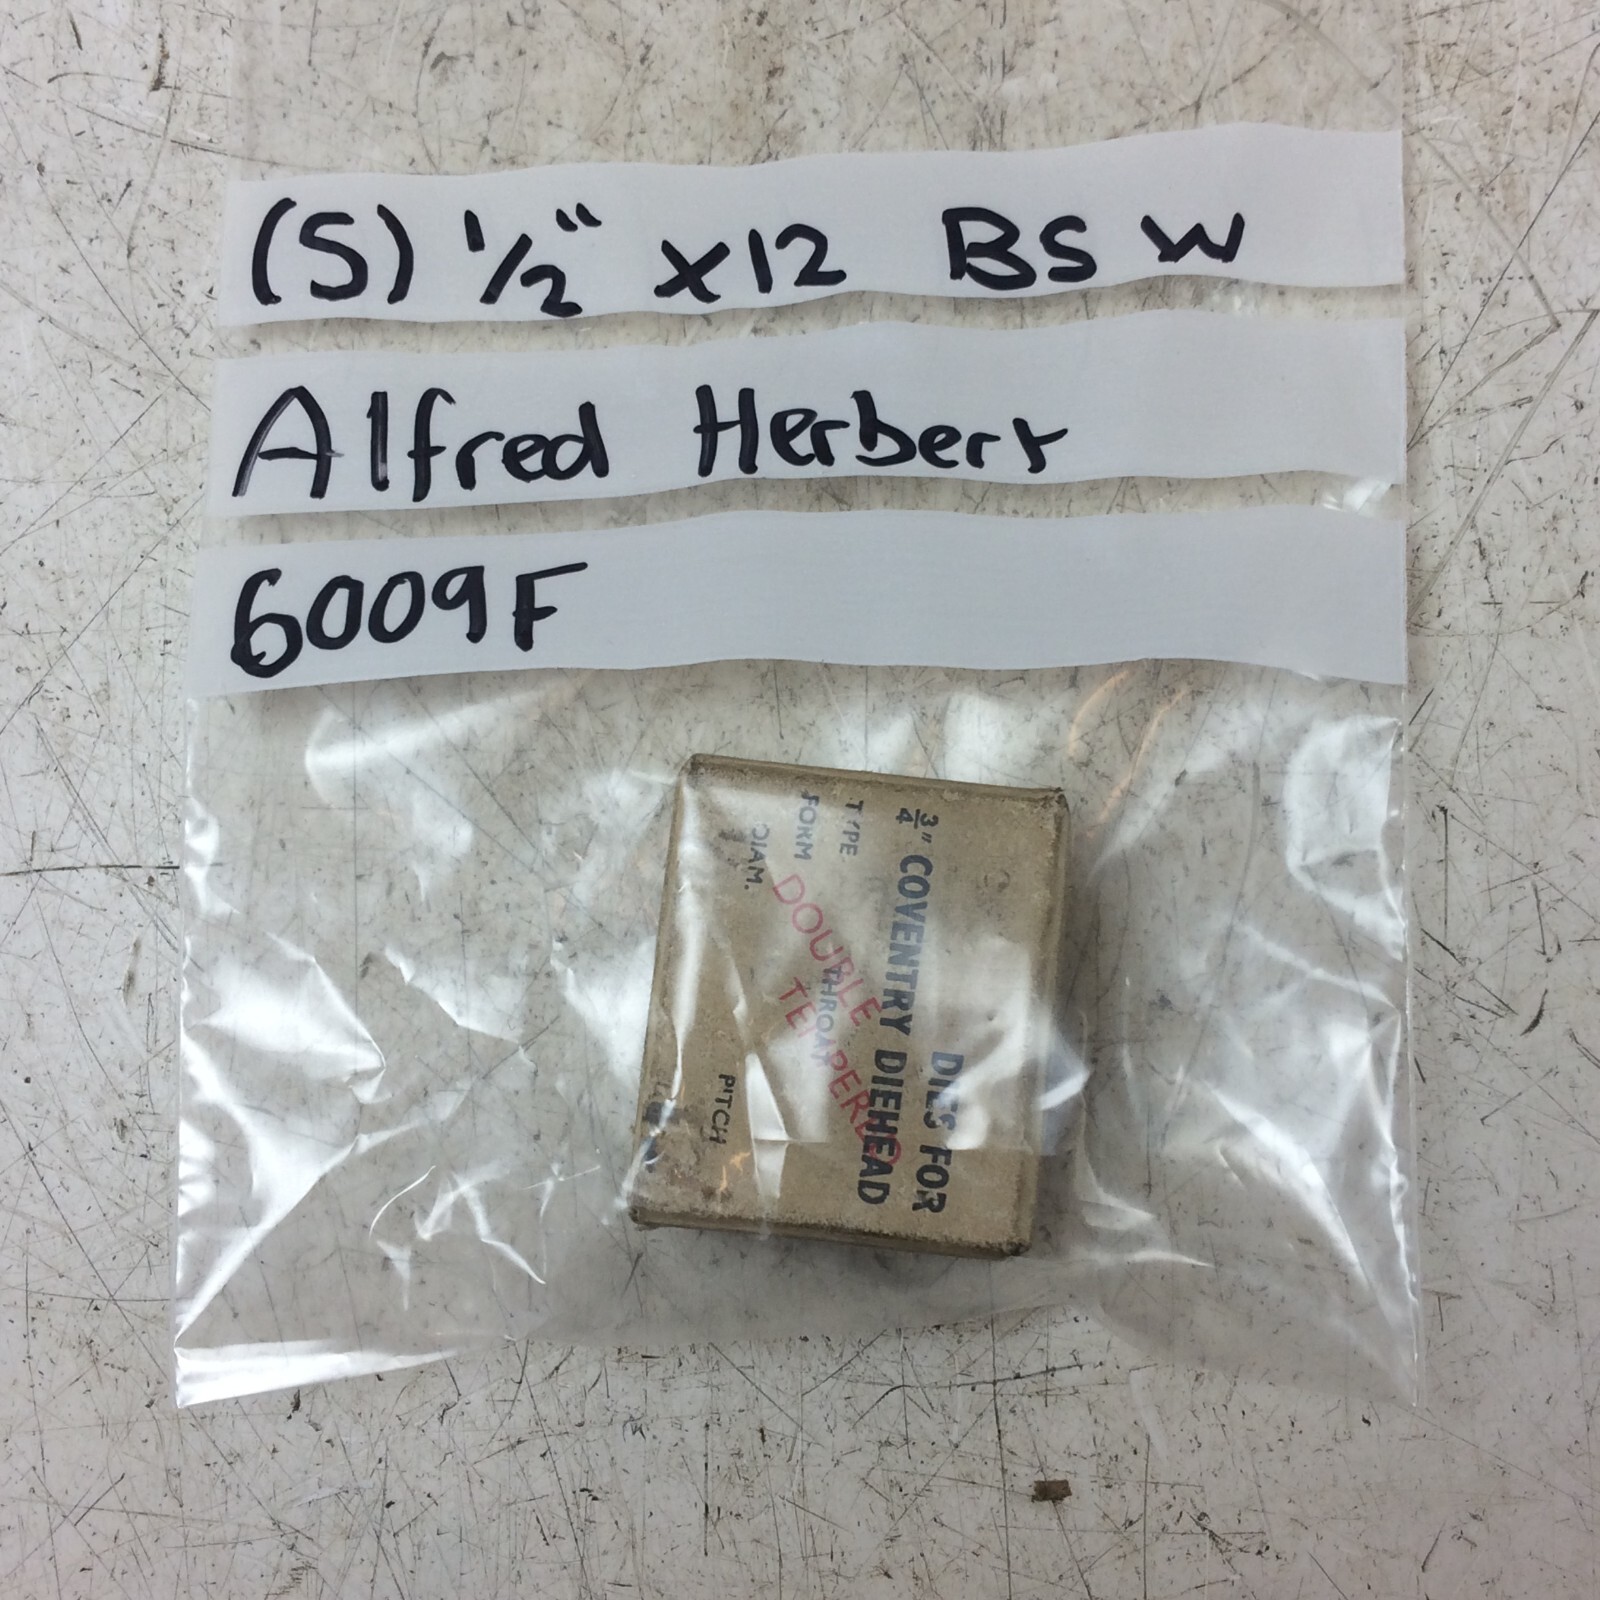 (S) 1/2" x12 BSW
Alfred Herbert
6009F
DIES FOR
3/4" COVENTRY DIEHEAD
TYPE
THROAT
FORM
DIAM.
PITCH
DOUBLE
TEMPERED